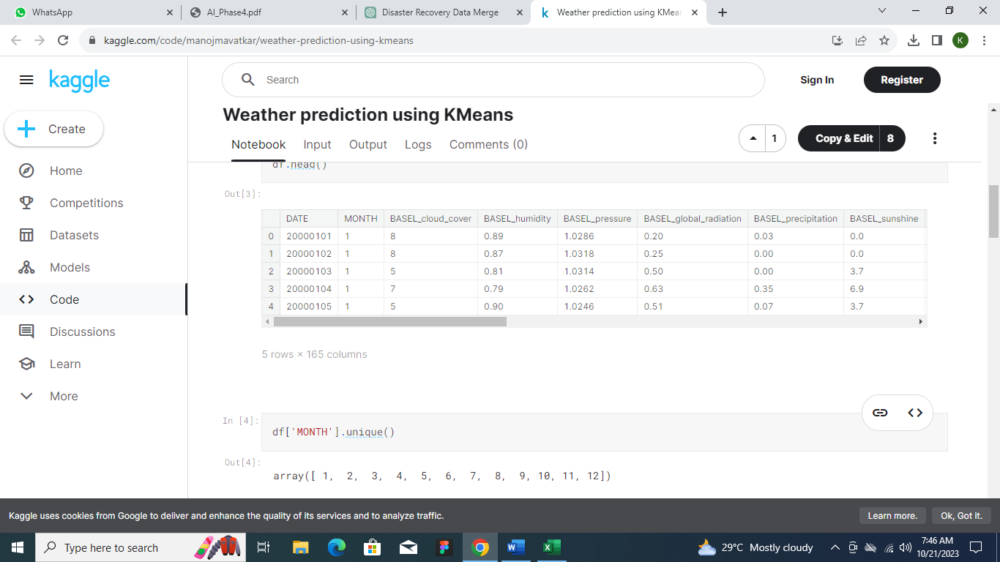 WhatsApp
AI_Phase4.pdf
Disaster Recovery Data Merge
Weather prediction using KMean
kaggle.com/code/manojmavatkar/weather-prediction-using-kmeans
K
kaggle
Search
Sign In
Register
Create
Weather prediction using KMeans
1
Copy & Edit 8
Notebook Input Output Logs Comments (0)
Home
Competitions
Datasets
Models
Code
Discussions
Learn
More
df.head()
Out[3]:
DATE MONTH BASEL_cloud_cover BASEL_humidity BASEL_pressure BASEL_global_radiation BASEL_precipitation BASEL_sunshine
0 20000101 1 8 0.89 1.0286 0.20 0.03 0.0
1 20000102 1 8 0.87 1.0318 0.25 0.00 0.0
2 20000103 1 5 0.81 1.0314 0.50 0.00 3.7
3 20000104 1 7 0.79 1.0262 0.63 0.35 6.9
4 20000105 1 5 0.90 1.0246 0.51 0.07 3.7
5 rows × 165 columns
In [4]:
df['MONTH'].unique()
Out[4]:
array([ 1, 2, 3, 4, 5, 6, 7, 8, 9, 10, 11, 12])
Kaggle uses cookies from Google to deliver and enhance the quality of its services and to analyze traffic.
Learn more.
Ok, Got it.
Type here to search
29°C Mostly cloudy
7:46 AM
10/21/2023